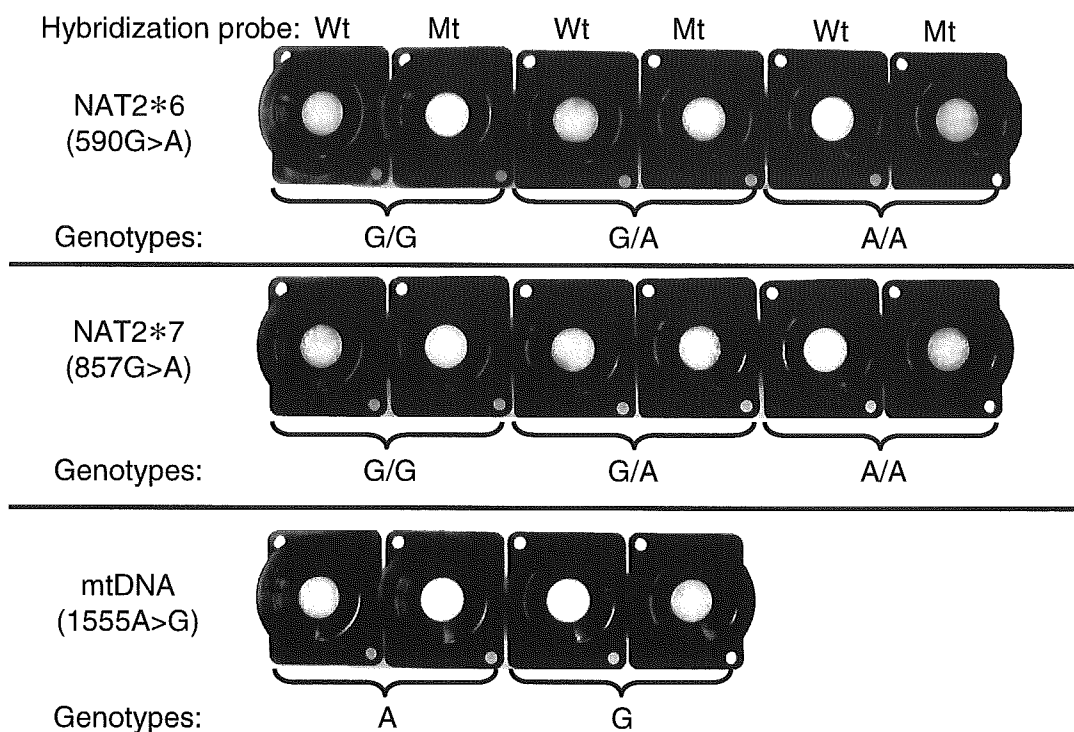 Hybridization probe: Wt Mt Wt Mt Wt Mt
NAT2*6
(590G>A)
Genotypes: G/G G/A A/A
NAT2*7
(857G>A)
Genotypes: G/G G/A A/A
mtDNA
(1555A>G)
Genotypes: A G